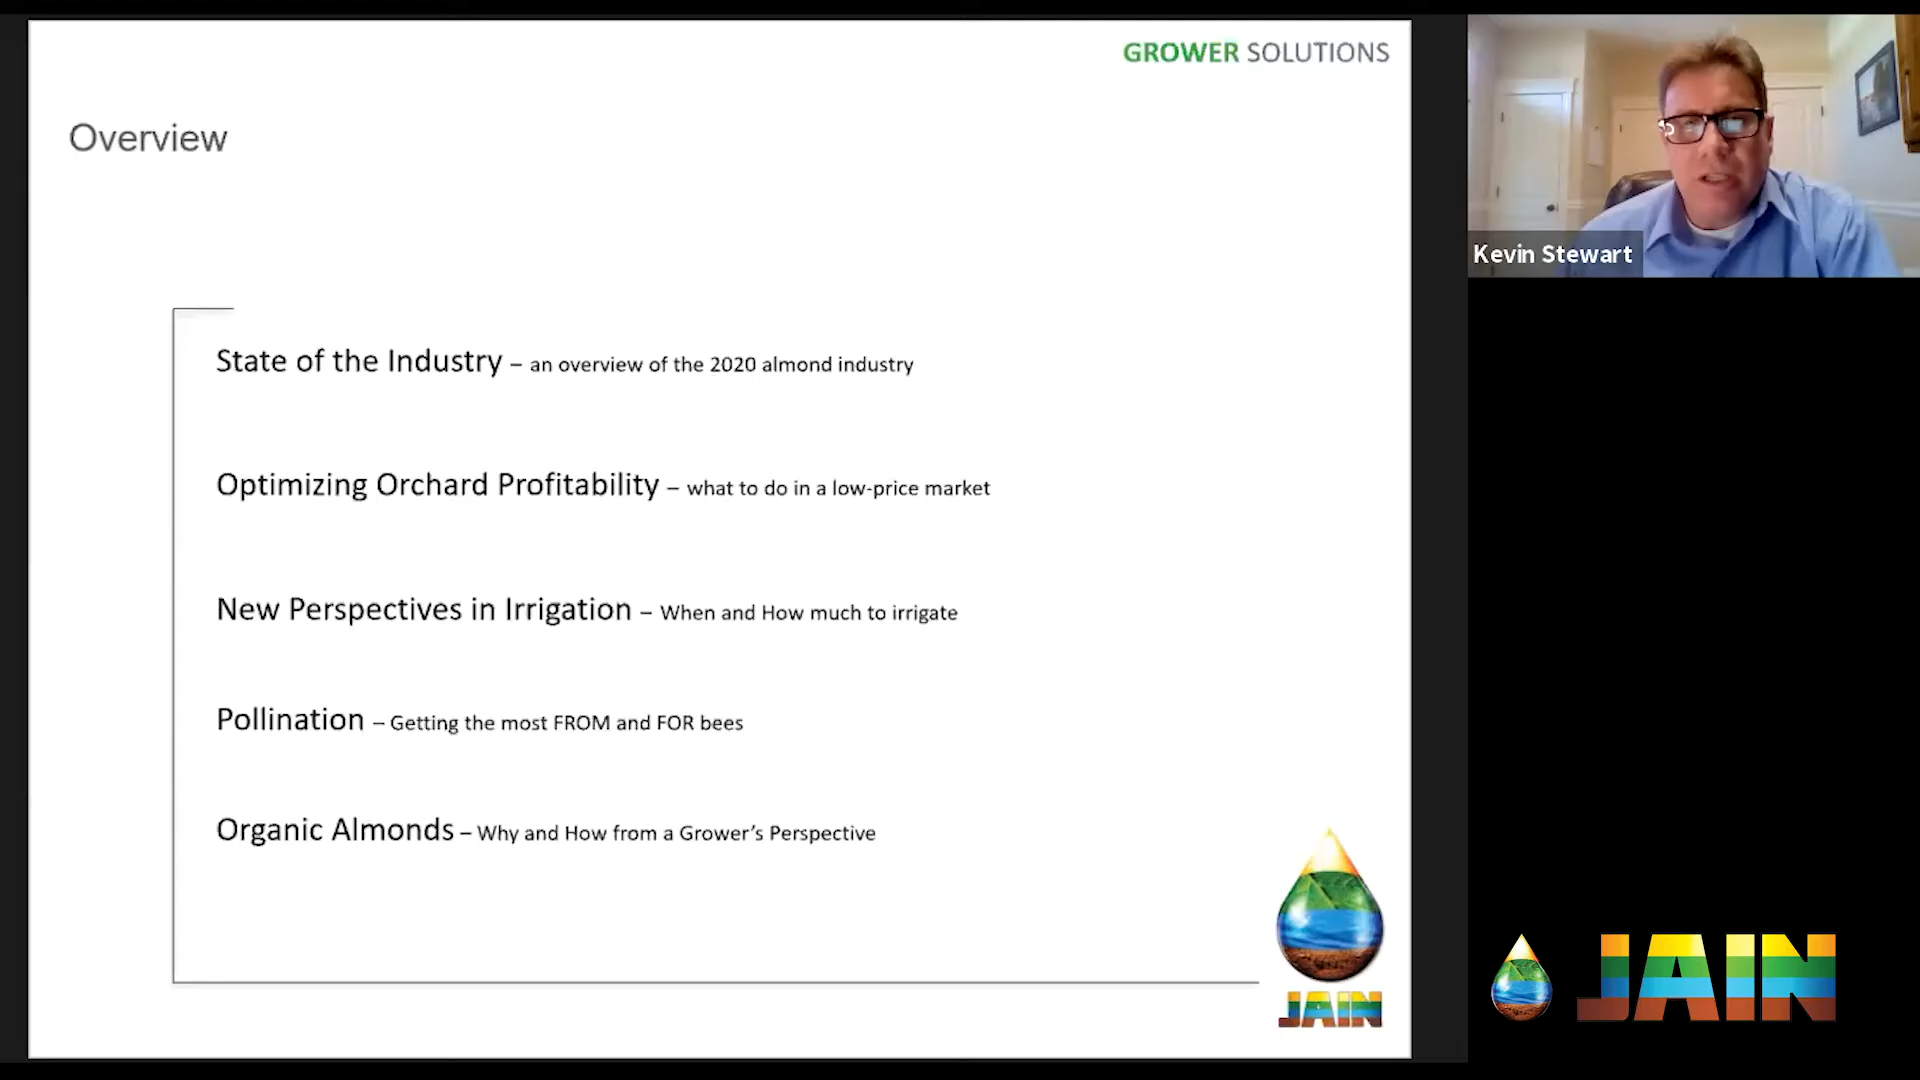 GROWER SOLUTIONS
Overview
State of the Industry – an overview of the 2020 almond industry
Optimizing Orchard Profitability – what to do in a low-price market
New Perspectives in Irrigation – When and How much to irrigate
Pollination – Getting the most FROM and FOR bees
Organic Almonds – Why and How from a Grower’s Perspective
JAIN
Kevin Stewart
JAIN